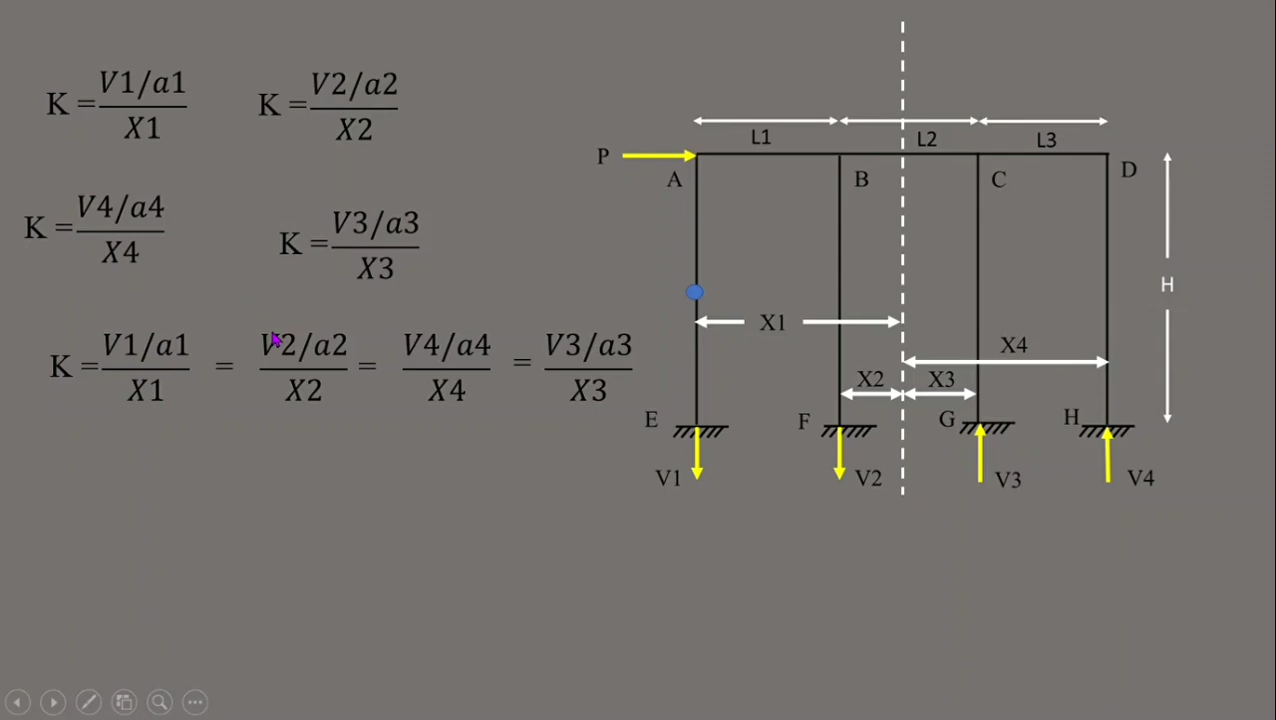 K = V1/a1 / X1
K = V2/a2 / X2
K = V4/a4 / X4
K = V3/a3 / X3
K = V1/a1 / X1 = V2/a2 / X2 = V4/a4 / X4 = V3/a3 / X3
L1 L2 L3
P
A B C D
H
X1
X4
X2 X3
E F G H
V1 V2 V3 V4